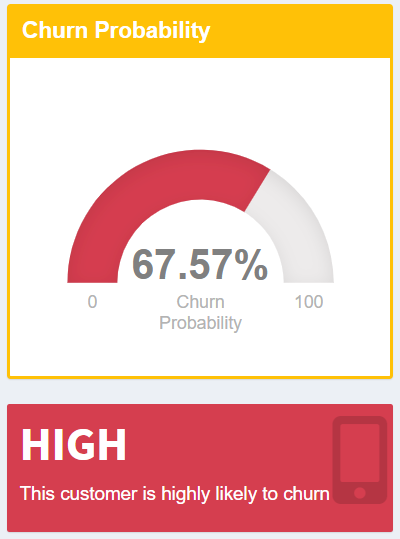 Churn Probability
67.57%
0
Churn
Probability
100
HIGH
This customer is highly likely to churn